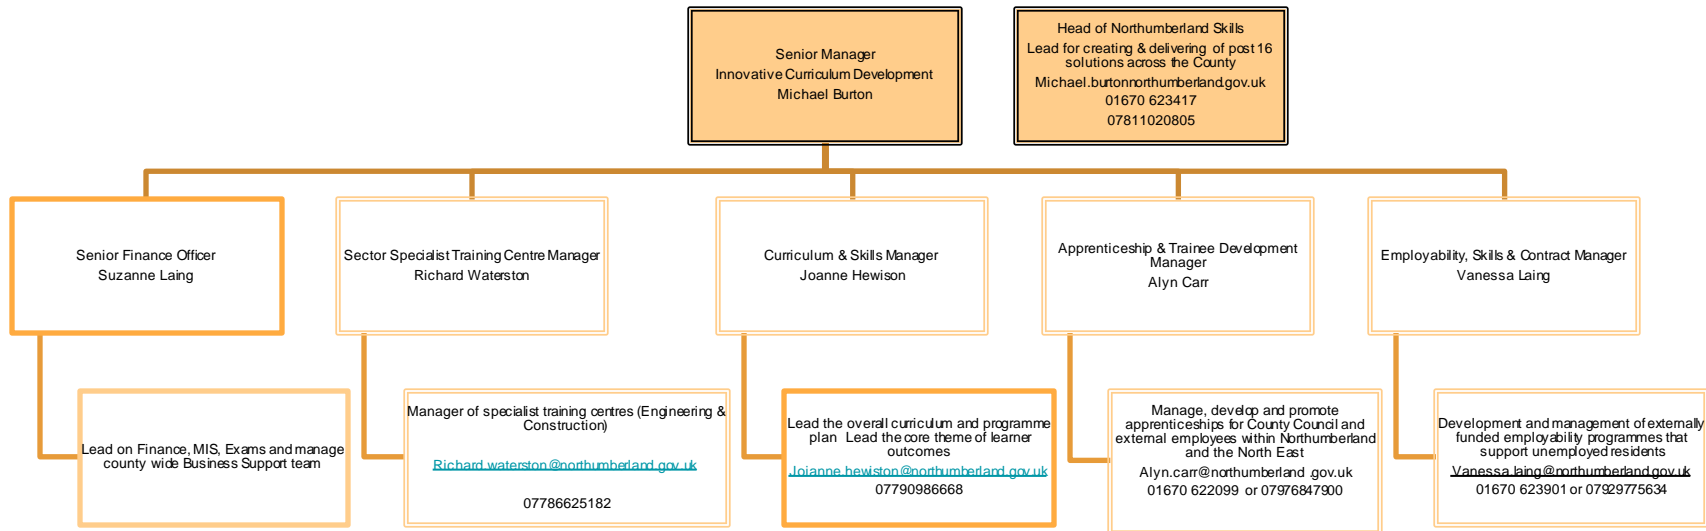 Senior Manager
Innovative Curriculum Development
Michael Burton
Head of Northumberland Skills
Lead for creating & delivering of post 16
solutions across the County
Michael.burtonnorthumberland.gov.uk
01670 623417
07811020805
Senior Finance Officer
Suzanne Laing
Sector Specialist Training Centre Manager
Richard Waterston
Curriculum & Skills Manager
Joanne Hewison
Apprenticeship & Trainee Development
Manager
Alyn Carr
Employability, Skills & Contract Manager
Vanessa Laing
Lead on Finance, MIS, Exams and manage
county wide Business Support team
Manager of specialist training centres (Engineering &
Construction)
Richard.waterston@northumberland.gov.uk
07786625182
Lead the overall curriculum and programme
plan Lead the core theme of learner
outcomes
Joianne.hewiston@northumberland.gov.uk
07790986668
Manage, develop and promote
apprenticeships for County Council and
external employees within Northumberland
and the North East
Alyn.carr@northumberland .gov.uk
01670 622099 or 07976847900
Development and management of externally
funded employability programmes that
support unemployed residents
Vanessa.laing@northumberland.gov.uk
01670 623901 or 07929775634